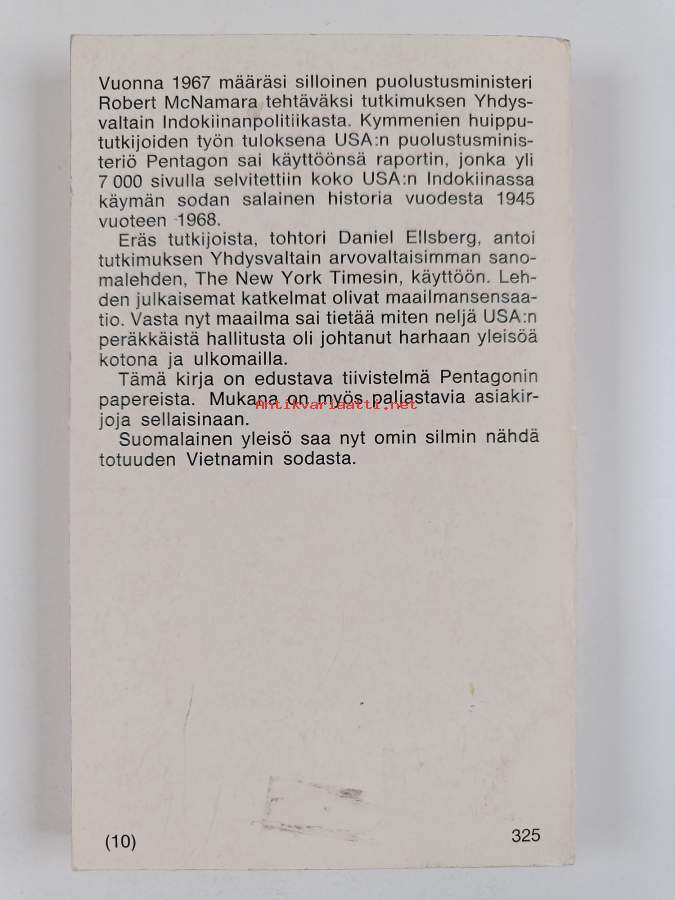 Vuonna 1967 määräsi silloinen puolustusministeri
Robert McNamara tehtäväksi tutkimuksen Yhdys-
valtain Indokiinanpolitiikasta. Kymmenien huippu-
tutkijoiden työn tuloksena USA:n puolustusminis-
teriö Pentagon sai käyttöönsä raportin, jonka yli
7 000 sivulla selvitettiin koko USA:n Indokiinassa
käymän sodan salainen historia vuodesta 1945
vuoteen 1968.
Eräs tutkijoista, tohtori Daniel Ellsberg, antoi
tutkimuksen Yhdysvaltain arvovaltaisimman sano-
malehden, The New York Timesin, käyttöön. Leh-
den julkaisemat katkelmat olivat maailmansensaa-
tio. Vasta nyt maailma sai tietää miten neljä USA:n
peräkkäistä hallitusta oli johtanut harhaan yleisöä
kotona ja ulkomailla.
Tämä kirja on edustava tiivistelmä Pentagonin
papereista. Mukana on myös paljastavia asiakir-
Antikvariaatti.net
joja sellaisinaan.
Suomalainen yleisö saa nyt omin silmin nähdä
totuuden Vietnamin sodasta.
(10)
325